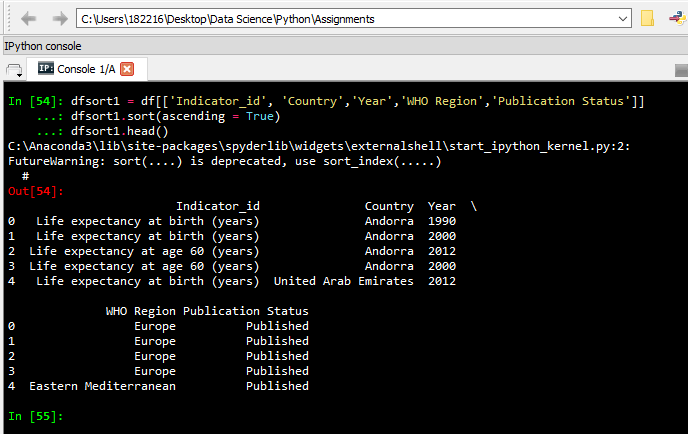 C:\Users\182216\Desktop\Data Science\Python\Assignments
IPython console
IP: Console 1/A
In [54]: dfsort1 = df[['Indicator_id', 'Country','Year','WHO Region','Publication Status']]
...: dfsort1.sort(ascending = True)
...: dfsort1.head()
C:\Anaconda3\lib\site-packages\spyderlib\widgets\externalshell\start_ipython_kernel.py:2:
FutureWarning: sort(....) is deprecated, use sort_index(.....)
#
Out[54]:
Indicator_id Country Year \
0 Life expectancy at birth (years) Andorra 1990
1 Life expectancy at birth (years) Andorra 2000
2 Life expectancy at age 60 (years) Andorra 2012
3 Life expectancy at age 60 (years) Andorra 2000
4 Life expectancy at birth (years) United Arab Emirates 2012
WHO Region Publication Status
0 Europe Published
1 Europe Published
2 Europe Published
3 Europe Published
4 Eastern Mediterranean Published
In [55]: